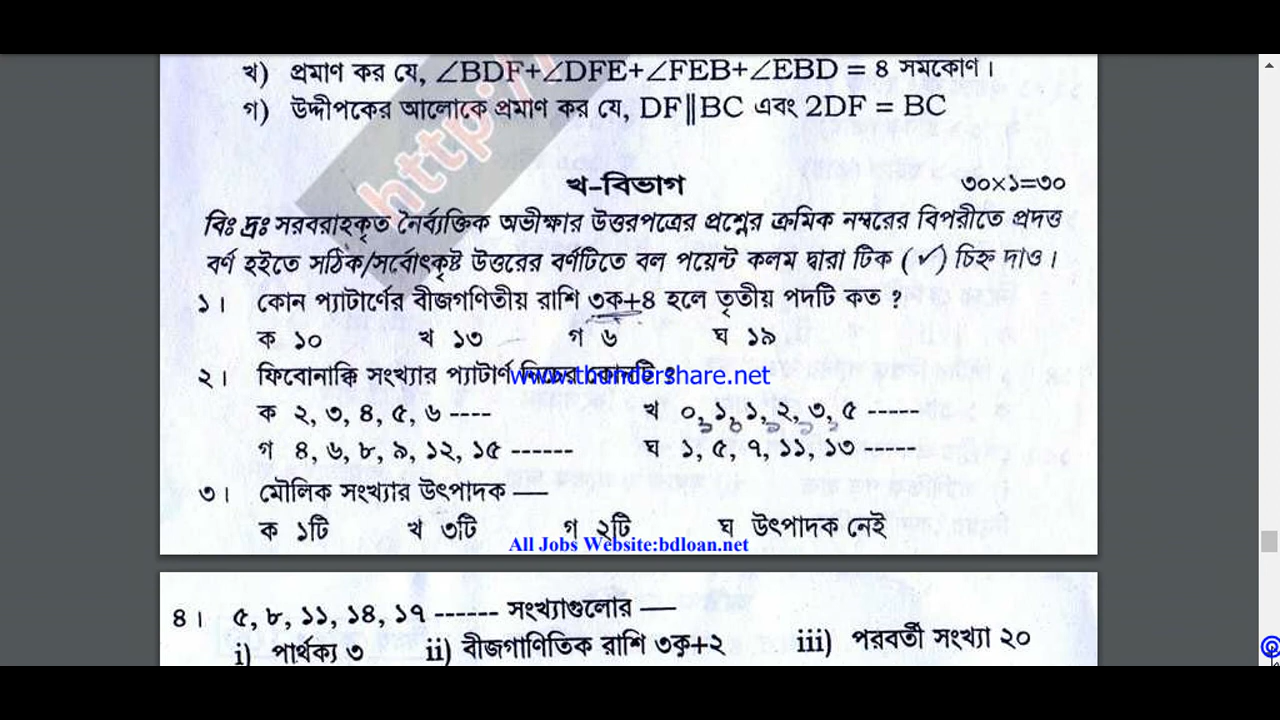 খ) প্রমাণ কর যে, ∠BDF+∠DFE+∠FEB+∠EBD = ৪ সমকোণ।
গ) উদ্দীপকের আলোকে প্রমাণ কর যে, DF||BC এবং 2DF = BC
http:/
খ-বিভাগ ৩০×১=৩০
বিঃ দ্রঃ সরবরাহকৃত নৈর্ব্যক্তিক অভীক্ষার উত্তরপত্রের প্রশ্নের ক্রমিক নম্বরের বিপরীতে প্রদত্ত
বর্ণ হইতে সঠিক/সর্বোৎকৃষ্ট উত্তরের বর্ণটিতে বল পয়েন্ট কলম দ্বারা টিক (✓) চিহ্ন দাও।
১। কোন প্যাটার্ণের বীজগণিতীয় রাশি ৩ক+৪ হলে তৃতীয় পদটি কত ?
ক ১০ খ ১৩ গ ৬ ঘ ১৯
২। ফিবোনাক্কি সংখ্যার প্যাটার্ণ নিচের কোনটি ?
www.thundershare.net
ক ২, ৩, ৪, ৫, ৬ ---- খ ০, ১, ১, ২, ৩, ৫ ------
গ ৪, ৬, ৮, ৯, ১২, ১৫ ------ ঘ ১, ৫, ৭, ১১, ১৩ ------
৩। মৌলিক সংখ্যার উৎপাদক —
ক ১টি খ ৩টি গ ২টি ঘ উৎপাদক নেই
All Jobs Website:bdloan.net
৪। ৫, ৮, ১১, ১৪, ১৭ ------ সংখ্যাগুলোর —
i) পার্থক্য ৩ ii) বীজগাণিতিক রাশি ৩ক+২ iii) পরবর্তী সংখ্যা ২০